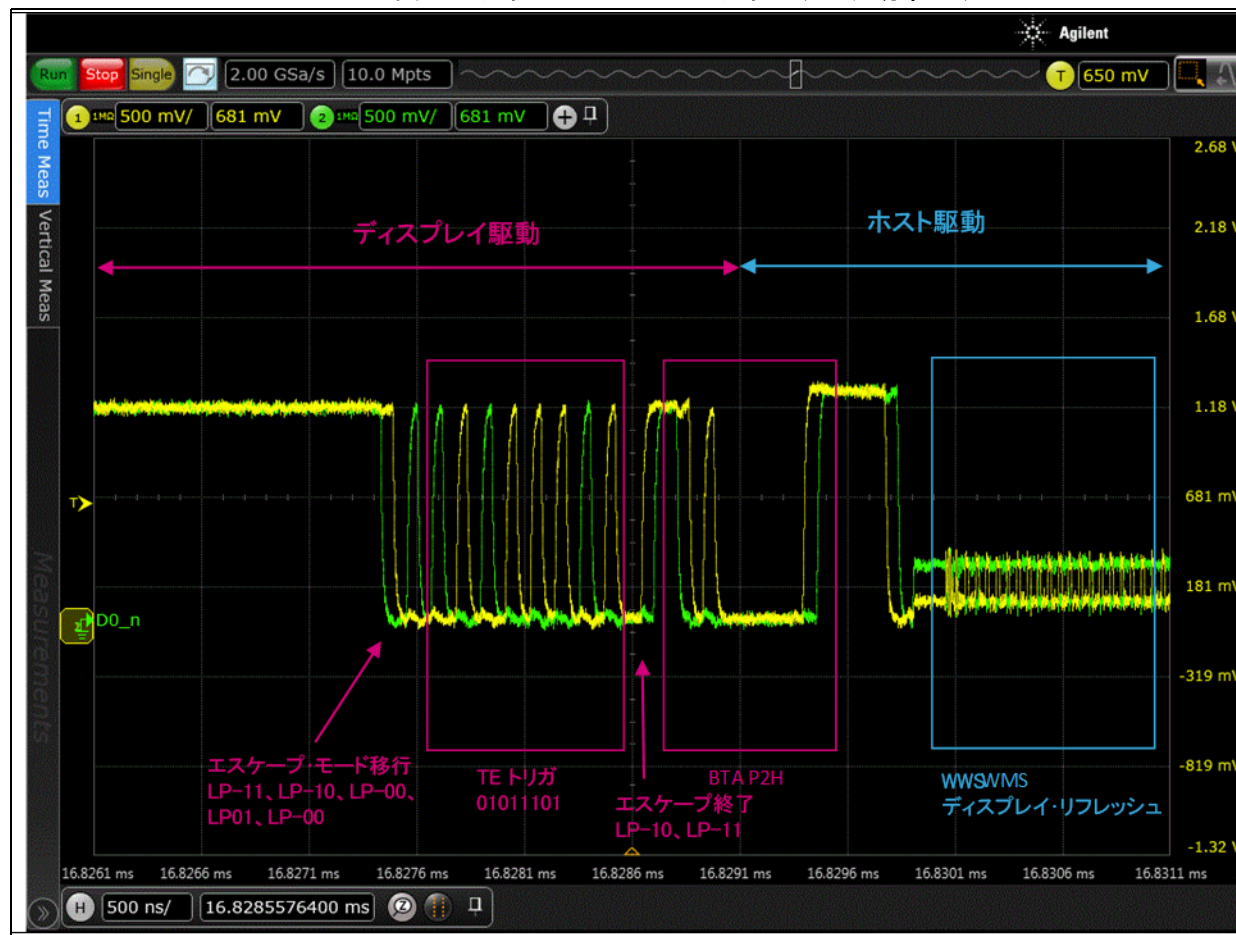 Agilent
Run Stop Single 2.00 GSa/s 10.0 Mpts T 650 mV
1 1MΩ 500 mV/ 681 mV 2 1MΩ 500 mV/ 681 mV +
Time Meas
Vertical Meas
Measurements
2.68 V
2.18 V
1.68 V
1.18 V
681 mV
181 mV
-319 mV
-819 mV
-1.32 V
ディスプレイ駆動
ホスト駆動
T
D0_n
エスケープ・モード移行
LP-11、LP-10、LP-00、
LP01、LP-00
TE トリガ
01011101
エスケープ終了
LP-10、LP-11
BTA P2H
ディスプレイ・リフレッシュ
16.8261 ms 16.8266 ms 16.8271 ms 16.8276 ms 16.8281 ms 16.8286 ms 16.8291 ms 16.8296 ms 16.8301 ms 16.8306 ms 16.8311 ms
H 500 ns/ 16.8285576400 ms Z